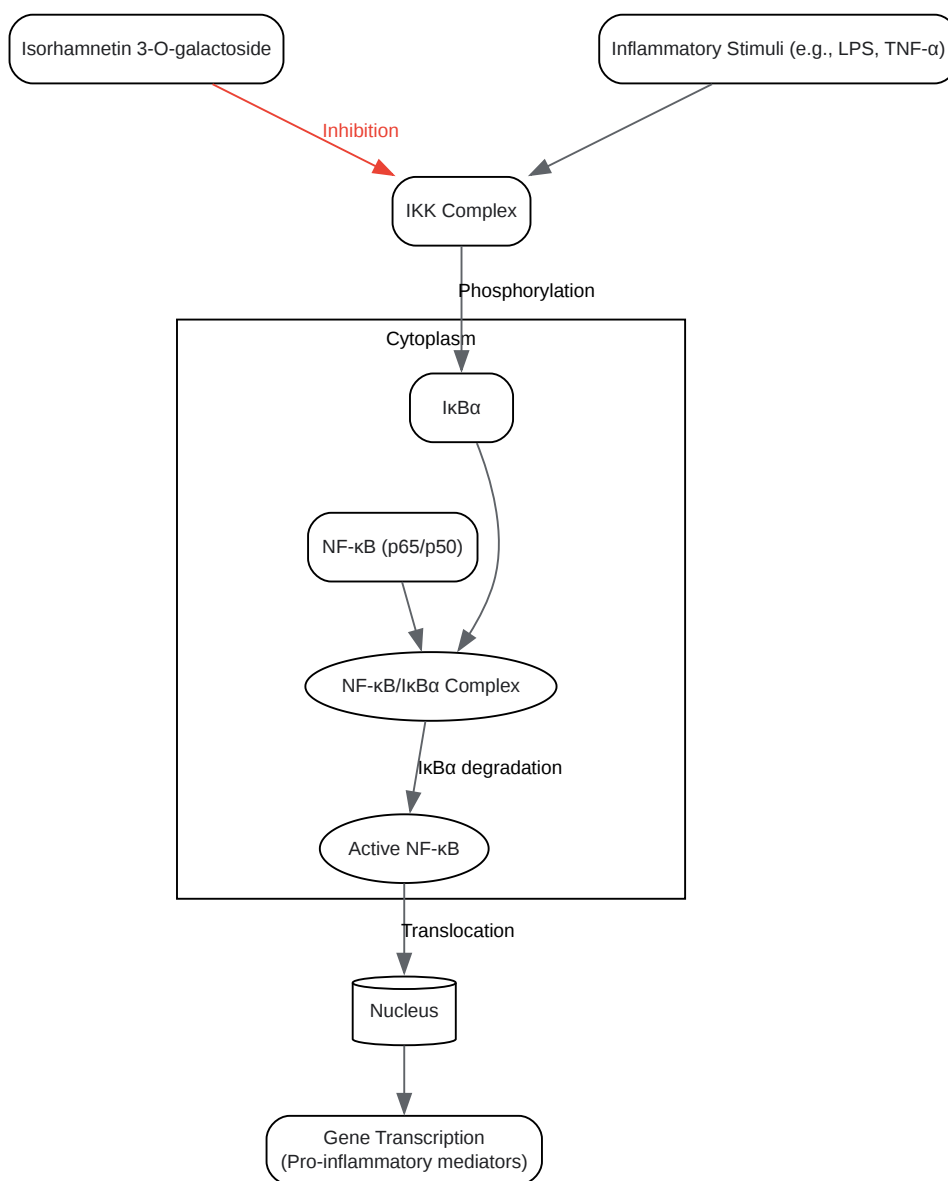 Isorhamnetin 3-O-galactoside
Inflammatory Stimuli (e.g., LPS, TNF-α)
Inhibition
IKK Complex
Phosphorylation
Cytoplasm
IκBα
NF-κB (p65/p50)
NF-κB/IκBα Complex
IκBα degradation
Active NF-κB
Translocation
Nucleus
Gene Transcription
(Pro-inflammatory mediators)